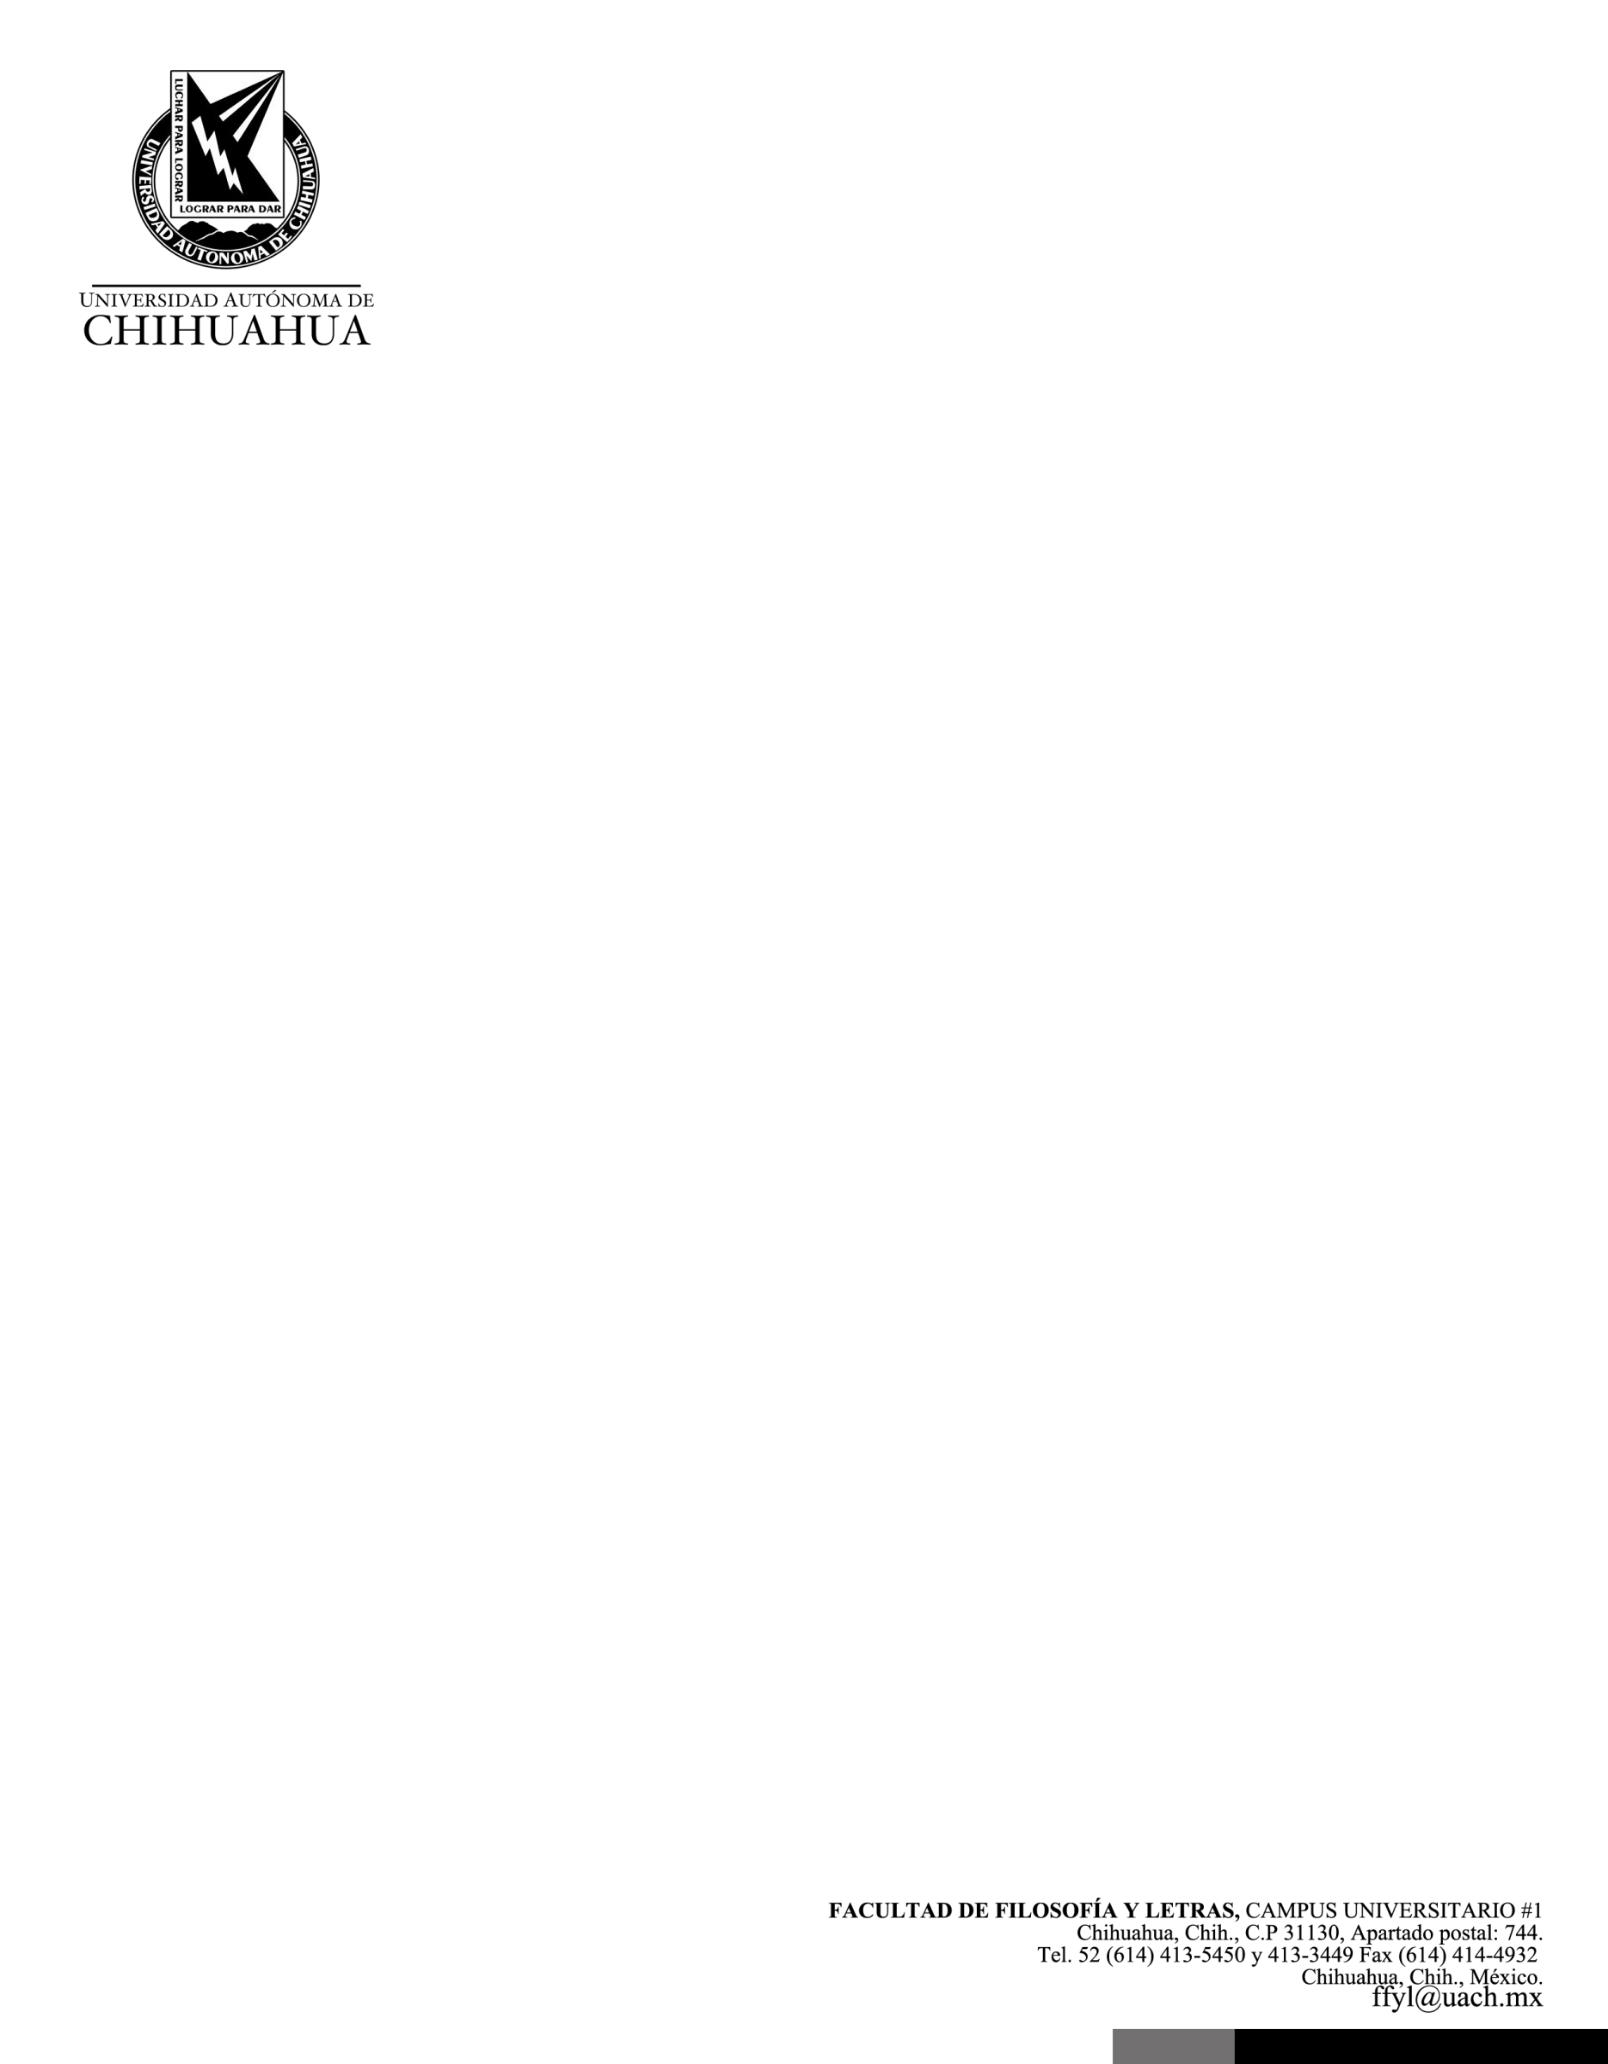 LUCHAR PARA LOGRAR
LOGRAR PARA DAR
UNIVERSIDAD AUTONOMA DE CHIHUAHUA
UNIVERSIDAD AUTÓNOMA DE
CHIHUAHUA
FACULTAD DE FILOSOFÍA Y LETRAS, CAMPUS UNIVERSITARIO #1
Chihuahua, Chih., C.P 31130, Apartado postal: 744.
Tel. 52 (614) 413-5450 y 413-3449 Fax (614) 414-4932
Chihuahua, Chih., México.
ffyl@uach.mx